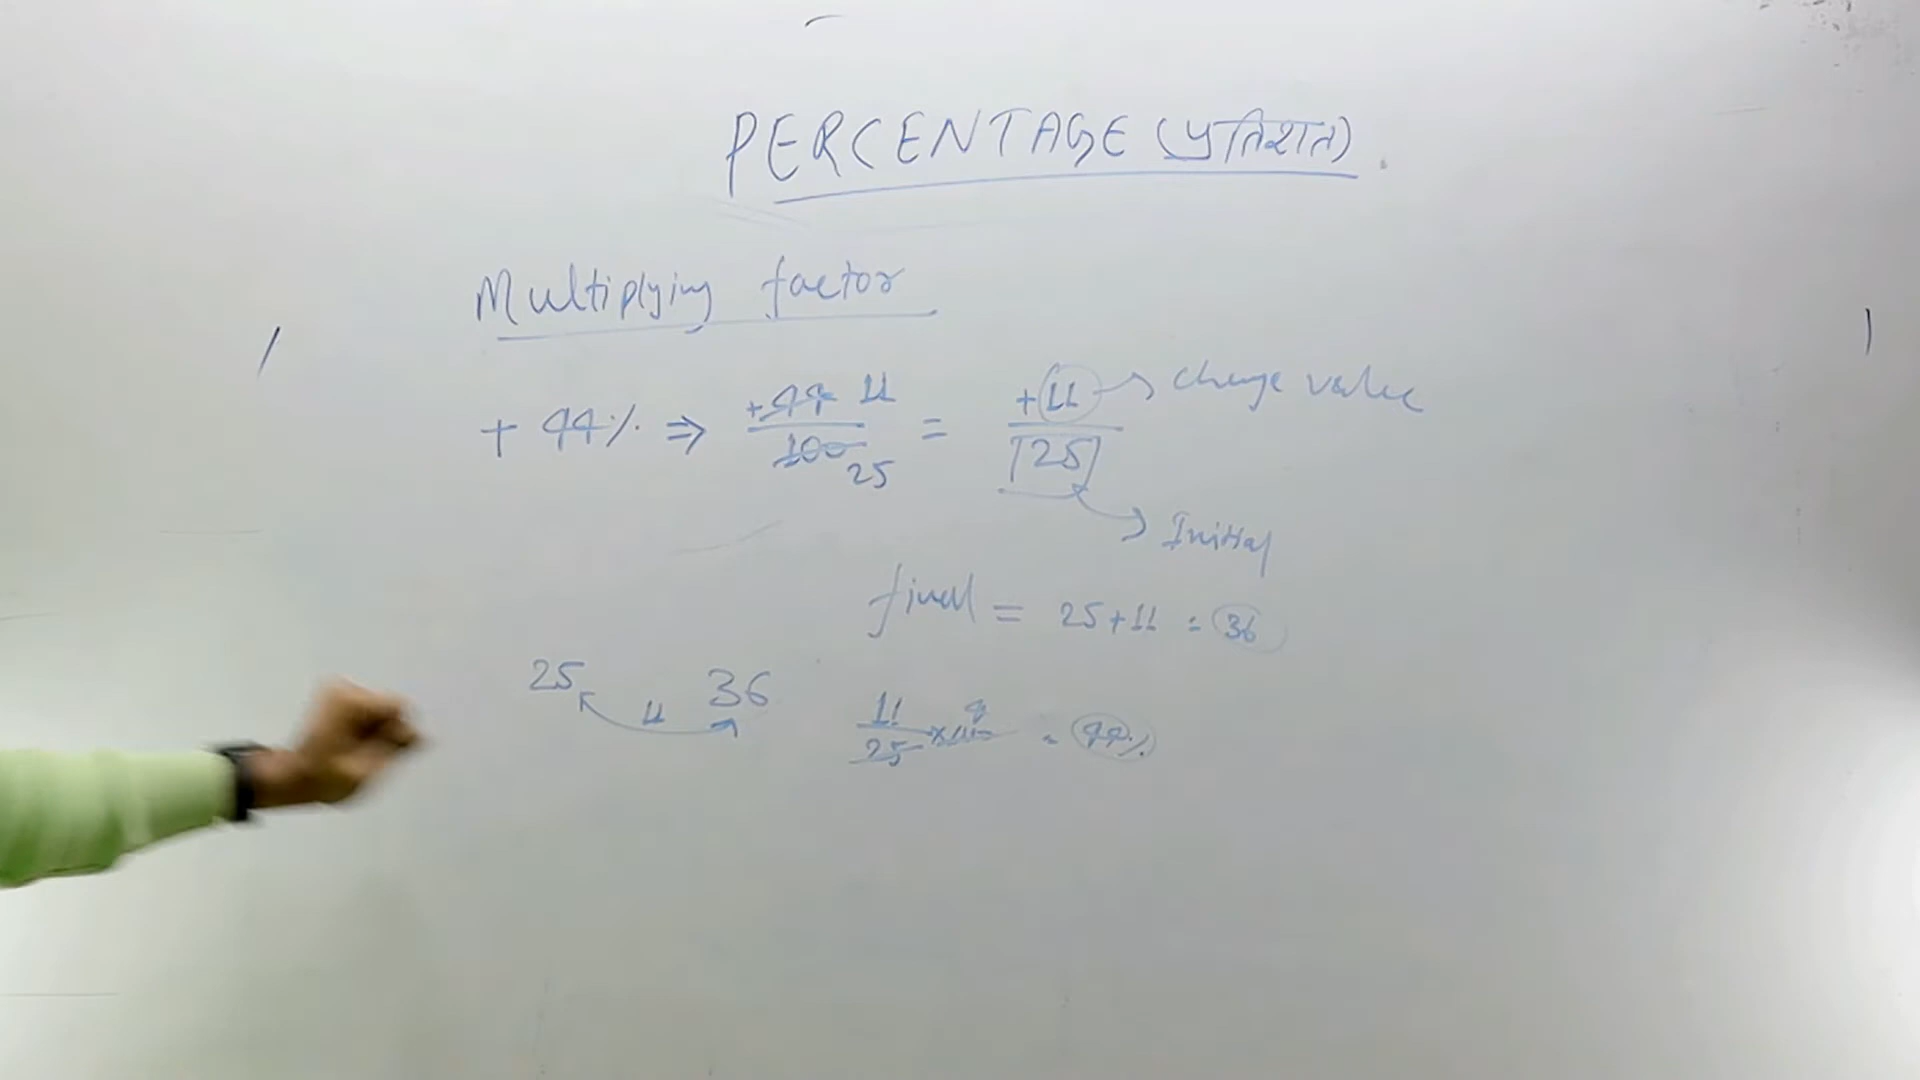 PERCENTAGE (प्रतिशत)
Multiplying factor
+ 44% ⇒ +44 11 / 100 25 = +11 / 25 → change value
→ Initial
final = 25+11 = 36
25 11 36 11/25 × 100 4 = 44%